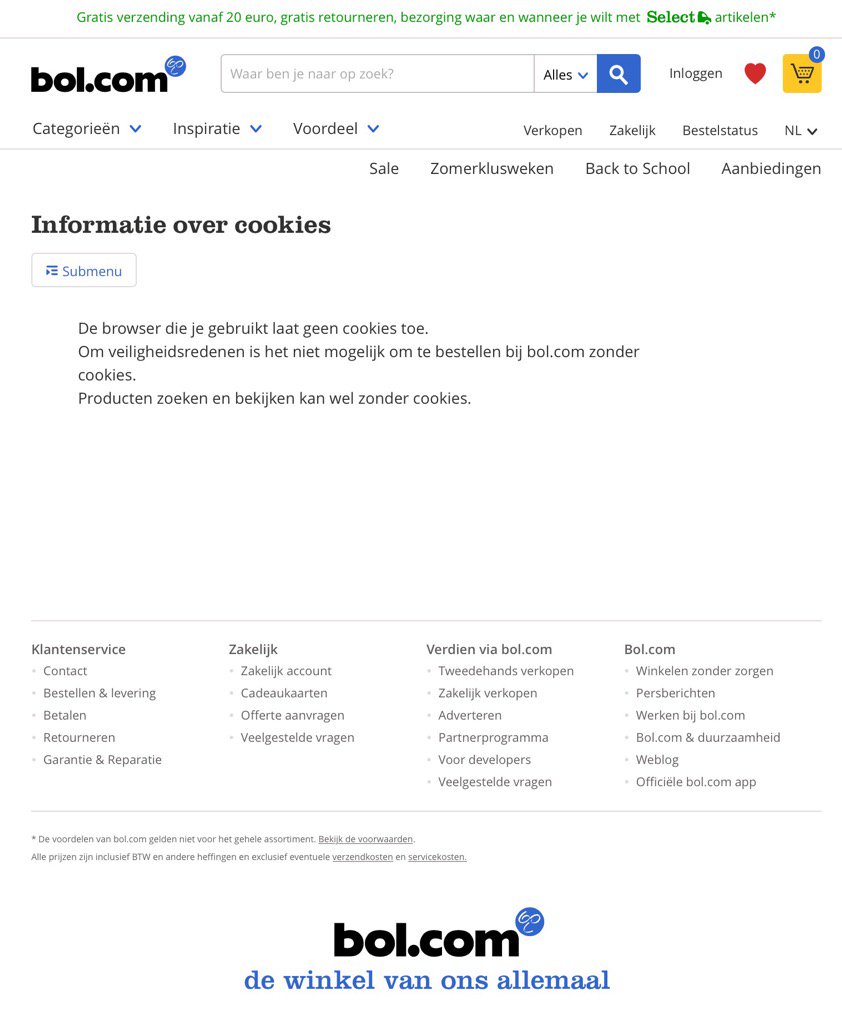 Gratis verzending vanaf 20 euro, gratis retourneren, bezorging waar en wanneer je wilt met Select artikelen*
bol.com
Waar ben je naar op zoek?
Alles
Inloggen
0
Categorieën
Inspiratie
Voordeel
Verkopen
Zakelijk
Bestelstatus
NL
Sale
Zomerklusweken
Back to School
Aanbiedingen
Informatie over cookies
Submenu
De browser die je gebruikt laat geen cookies toe.
Om veiligheidsredenen is het niet mogelijk om te bestellen bij bol.com zonder
cookies.
Producten zoeken en bekijken kan wel zonder cookies.
Klantenservice
Contact
Bestellen & levering
Betalen
Retourneren
Garantie & Reparatie
Zakelijk
Zakelijk account
Cadeaukaarten
Offerte aanvragen
Veelgestelde vragen
Verdien via bol.com
Tweedehands verkopen
Zakelijk verkopen
Adverteren
Partnerprogramma
Voor developers
Veelgestelde vragen
Bol.com
Winkelen zonder zorgen
Persberichten
Werken bij bol.com
Bol.com & duurzaamheid
Weblog
Officiële bol.com app
* De voordelen van bol.com gelden niet voor het gehele assortiment. Bekijk de voorwaarden.
Alle prijzen zijn inclusief BTW en andere heffingen en exclusief eventuele verzendkosten en servicekosten.
bol.com
de winkel van ons allemaal